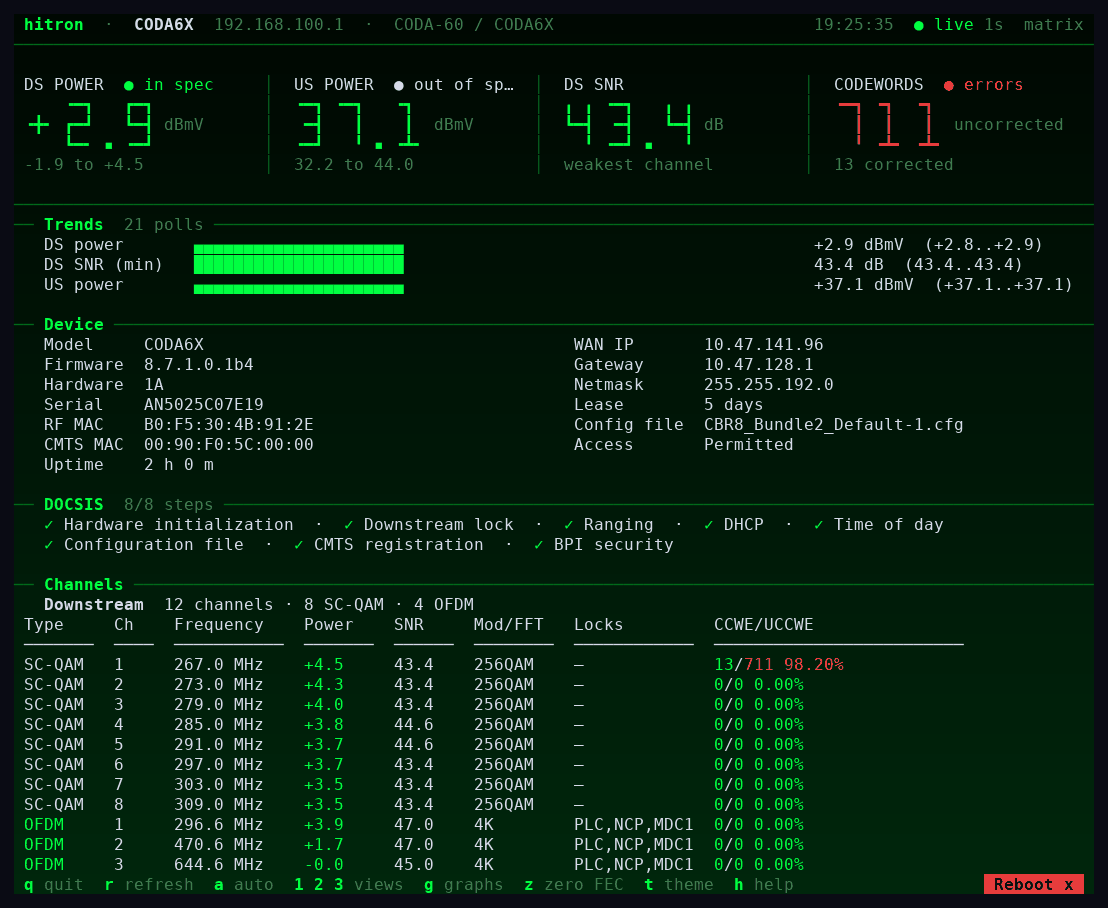 hitron · CODA6X 192.168.100.1 · CODA-60 / CODA6X 19:25:35 ● live 1s matrix
DS POWER ● in spec
+2.9 dBmV
-1.9 to +4.5
US POWER ● out of sp…
37.1 dBmV
32.2 to 44.0
DS SNR
43.4 dB
weakest channel
CODEWORDS ● errors
711 uncorrected
13 corrected
Trends 21 polls
DS power +2.9 dBmV (+2.8..+2.9)
DS SNR (min) 43.4 dB (43.4..43.4)
US power +37.1 dBmV (+37.1..+37.1)
Device
Model CODA6X WAN IP 10.47.141.96
Firmware 8.7.1.0.1b4 Gateway 10.47.128.1
Hardware 1A Netmask 255.255.192.0
Serial AN5025C07E19 Lease 5 days
RF MAC B0:F5:30:4B:91:2E Config file CBR8_Bundle2_Default-1.cfg
CMTS MAC 00:90:F0:5C:00:00 Access Permitted
Uptime 2 h 0 m
DOCSIS 8/8 steps
✓ Hardware initialization · ✓ Downstream lock · ✓ Ranging · ✓ DHCP · ✓ Time of day
✓ Configuration file · ✓ CMTS registration · ✓ BPI security
Channels
Downstream 12 channels · 8 SC-QAM · 4 OFDM
Type Ch Frequency Power SNR Mod/FFT Locks CCWE/UCCWE
SC-QAM 1 267.0 MHz +4.5 43.4 256QAM — 13/711 98.20%
SC-QAM 2 273.0 MHz +4.3 43.4 256QAM — 0/0 0.00%
SC-QAM 3 279.0 MHz +4.0 43.4 256QAM — 0/0 0.00%
SC-QAM 4 285.0 MHz +3.8 44.6 256QAM — 0/0 0.00%
SC-QAM 5 291.0 MHz +3.7 44.6 256QAM — 0/0 0.00%
SC-QAM 6 297.0 MHz +3.7 43.4 256QAM — 0/0 0.00%
SC-QAM 7 303.0 MHz +3.5 43.4 256QAM — 0/0 0.00%
SC-QAM 8 309.0 MHz +3.5 43.4 256QAM — 0/0 0.00%
OFDM 1 296.6 MHz +3.9 47.0 4K PLC,NCP,MDC1 0/0 0.00%
OFDM 2 470.6 MHz +1.7 47.0 4K PLC,NCP,MDC1 0/0 0.00%
OFDM 3 644.6 MHz -0.0 45.0 4K PLC,NCP,MDC1 0/0 0.00%
q quit r refresh a auto 1 2 3 views g graphs z zero FEC t theme h help Reboot x